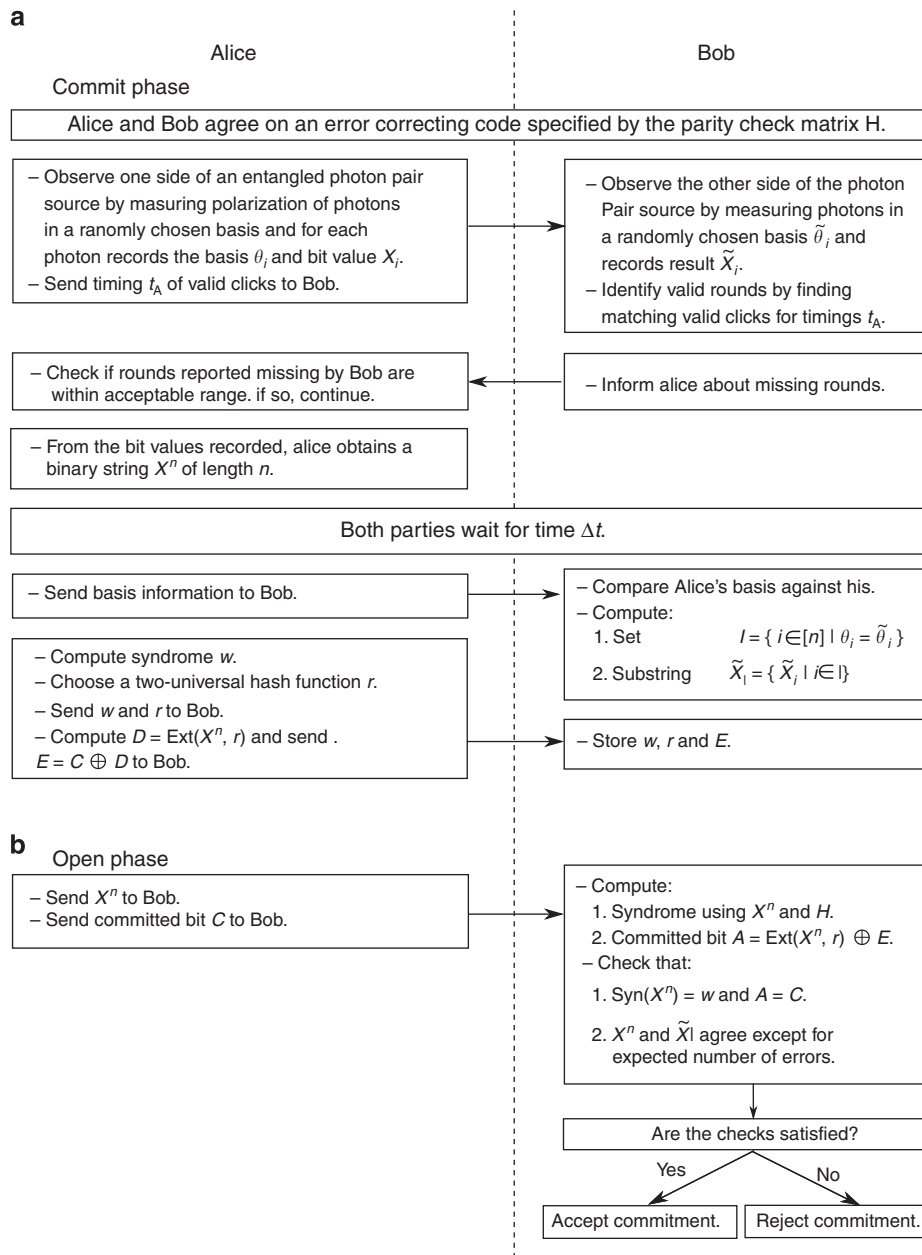 a
Alice
Bob
Commit phase
Alice and Bob agree on an error correcting code specified by the parity check matrix H.
– Observe one side of an entangled photon pair
source by masuring polarization of photons
in a ranomly chosen basis and for each
photon records the basis θᵢ and bit value Xᵢ.
– Send timing t_A of valid clicks to Bob.
– Observe the other side of the photon
Pair source by measuring photons in
a randomly chosen basis θ̃ᵢ and
records result X̃ᵢ.
– Identify valid rounds by finding
matching valid clicks for timings t_A.
– Check if rounds reported missing by Bob are
within acceptable range. if so, continue.
– Inform alice about missing rounds.
– From the bit values recorded, alice obtains a
binary string Xⁿ of length n.
Both parties wait for time Δt.
– Send basis information to Bob.
– Compare Alice's basis against his.
– Compute:
1. Set I = { i∈[n] | θᵢ = θ̃ᵢ }
2. Substring X̃_I = { X̃ᵢ | i∈ I}
– Compute syndrome w.
– Choose a two-universal hash function r.
– Send w and r to Bob.
– Compute D = Ext(Xⁿ, r) and send .
E = C ⊕ D to Bob.
– Store w, r and E.
b
Open phase
– Send Xⁿ to Bob.
– Send committed bit C to Bob.
– Compute:
1. Syndrome using Xⁿ and H.
2. Committed bit A = Ext(Xⁿ, r) ⊕ E.
– Check that:
1. Syn(Xⁿ) = w and A = C.
2. Xⁿ and X̃I agree except for
expected number of errors.
Are the checks satisfied?
Yes
No
Accept commitment.
Reject commitment.